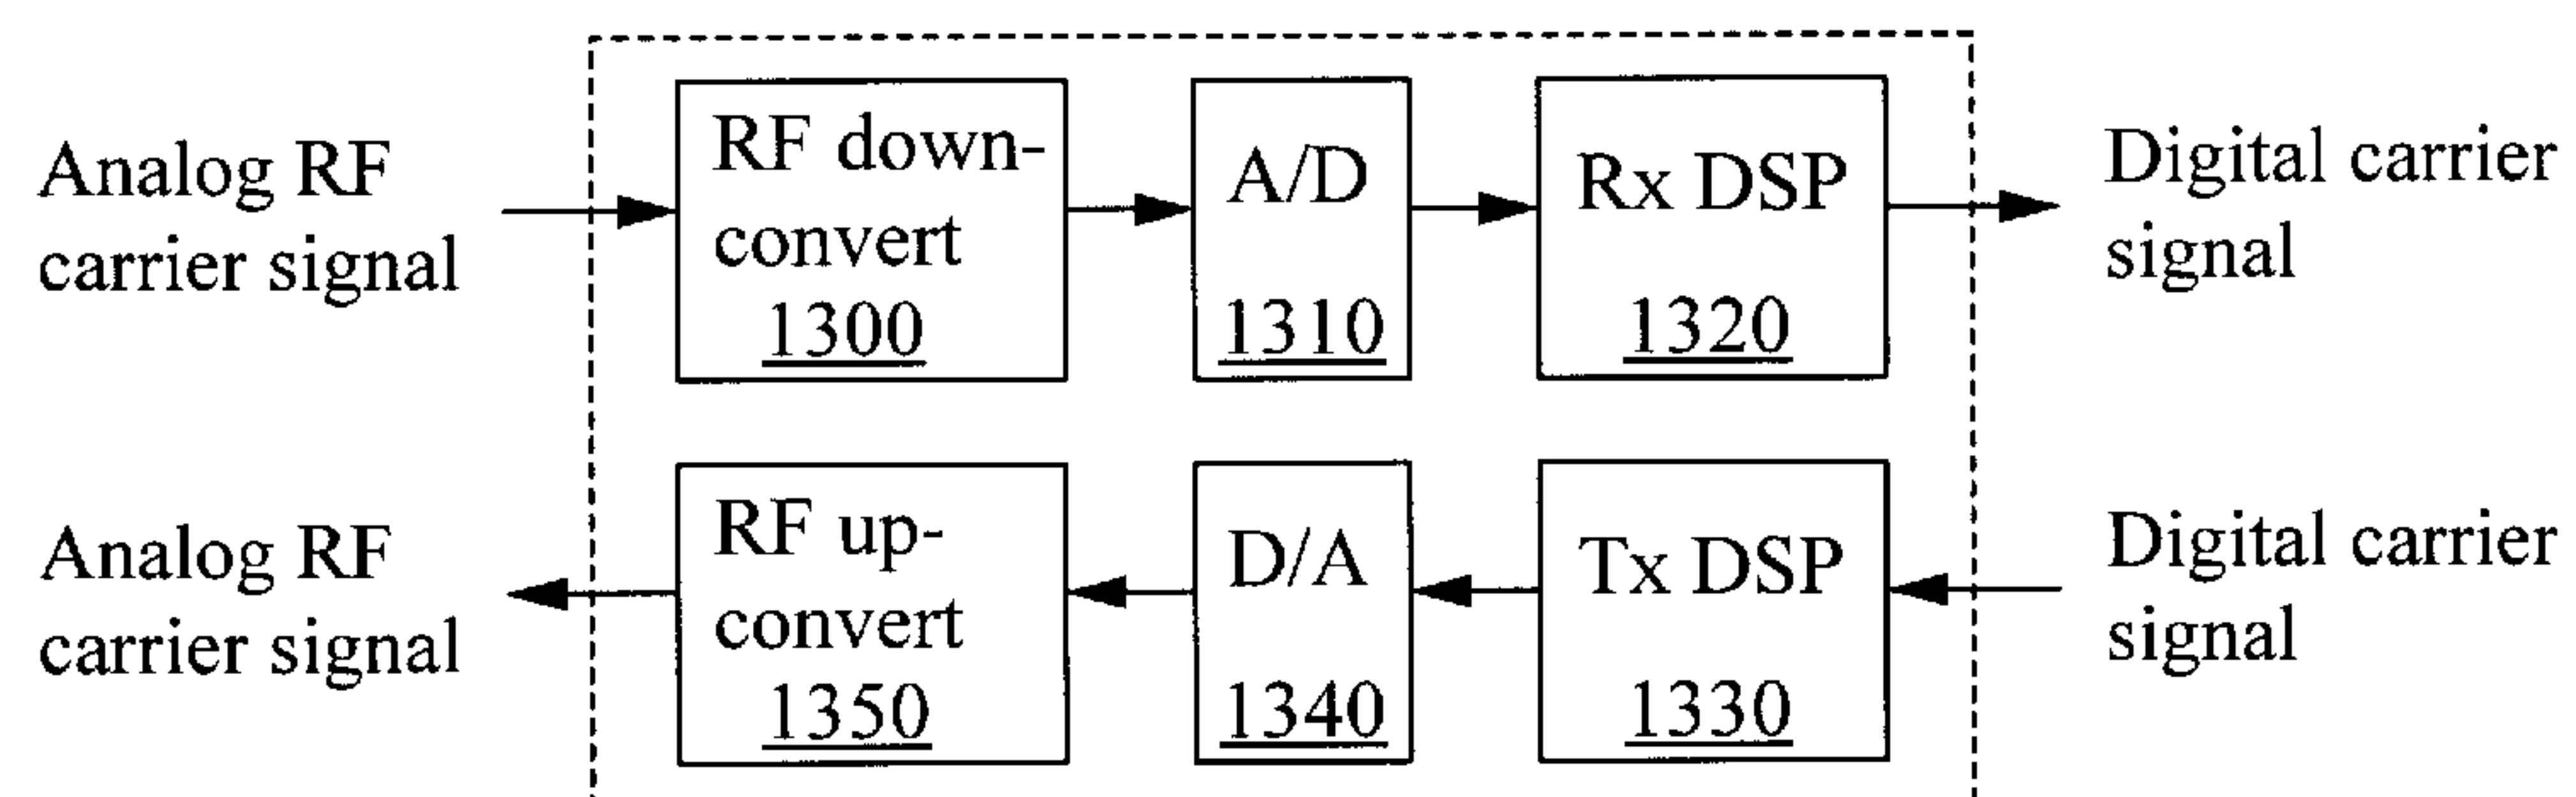 Analog RF
carrier signal
RF down-
convert
1300
A/D
1310
Rx DSP
1320
Digital carrier
signal
Analog RF
carrier signal
RF up-
convert
1350
D/A
1340
Tx DSP
1330
Digital carrier
signal